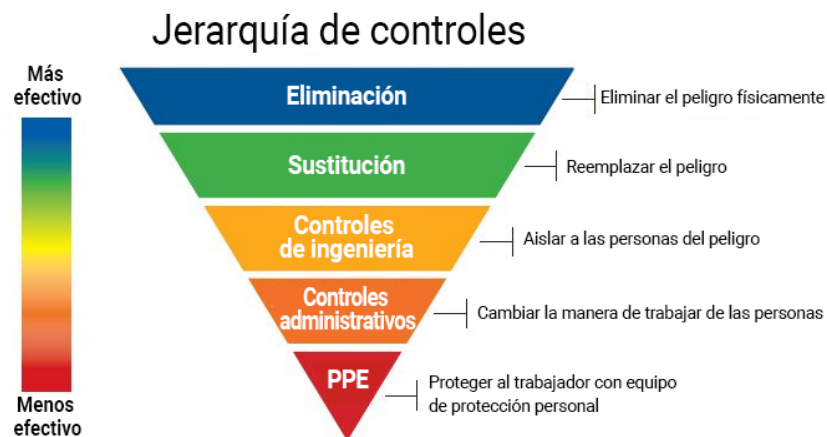 Jerarquía de controles
Más
efectivo
Eliminación
Eliminar el peligro físicamente
Sustitución
Reemplazar el peligro
Controles
de ingeniería
Aislar a las personas del peligro
Controles
administrativos
Cambiar la manera de trabajar de las personas
PPE
Proteger al trabajador con equipo
de protección personal
Menos
efectivo